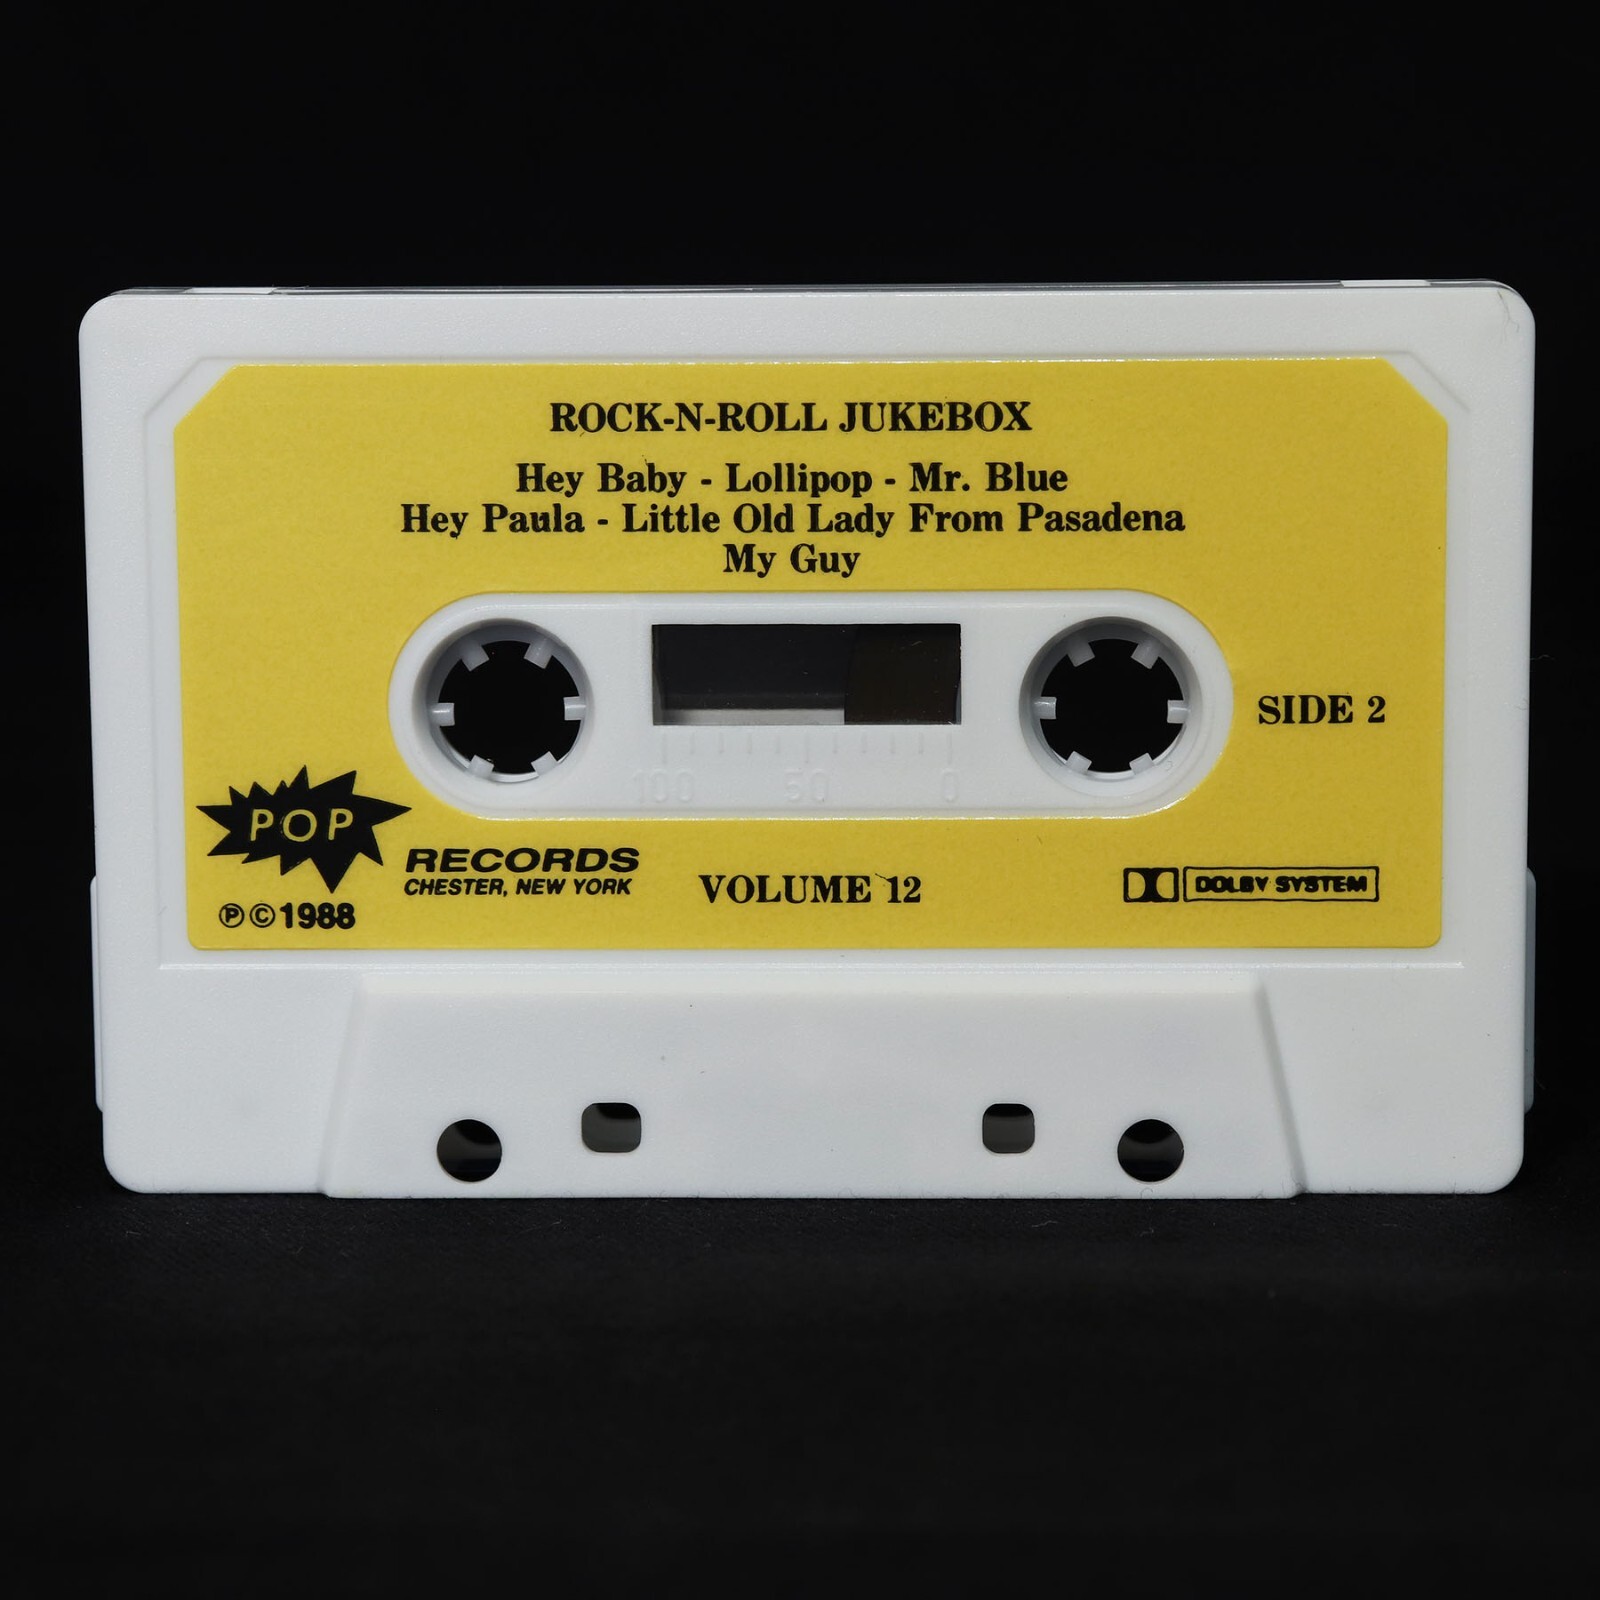 ROCK-N-ROLL JUKEBOX
Hey Baby - Lollipop - Mr. Blue
Hey Paula - Little Old Lady From Pasadena
My Guy
SIDE 2
100 50 0
POP
RECORDS
CHESTER, NEW YORK
℗©1988
VOLUME 12
DOLBY SYSTEM